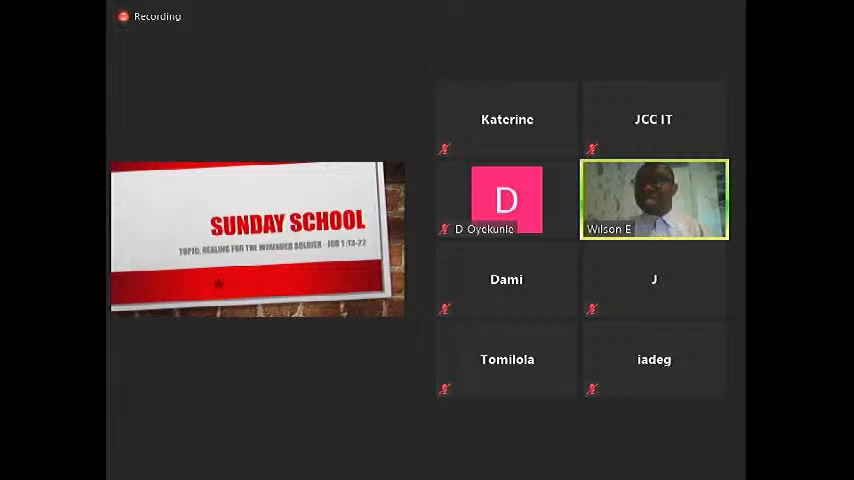 Recording
SUNDAY SCHOOL
TOPIC: HEALING FOR THE WOUNDED SOLDIER - JOB 1:13-22
Katerine
JCC IT
D
D Oyekunle
Wilson E
Dami
J
Tomilola
iadeg